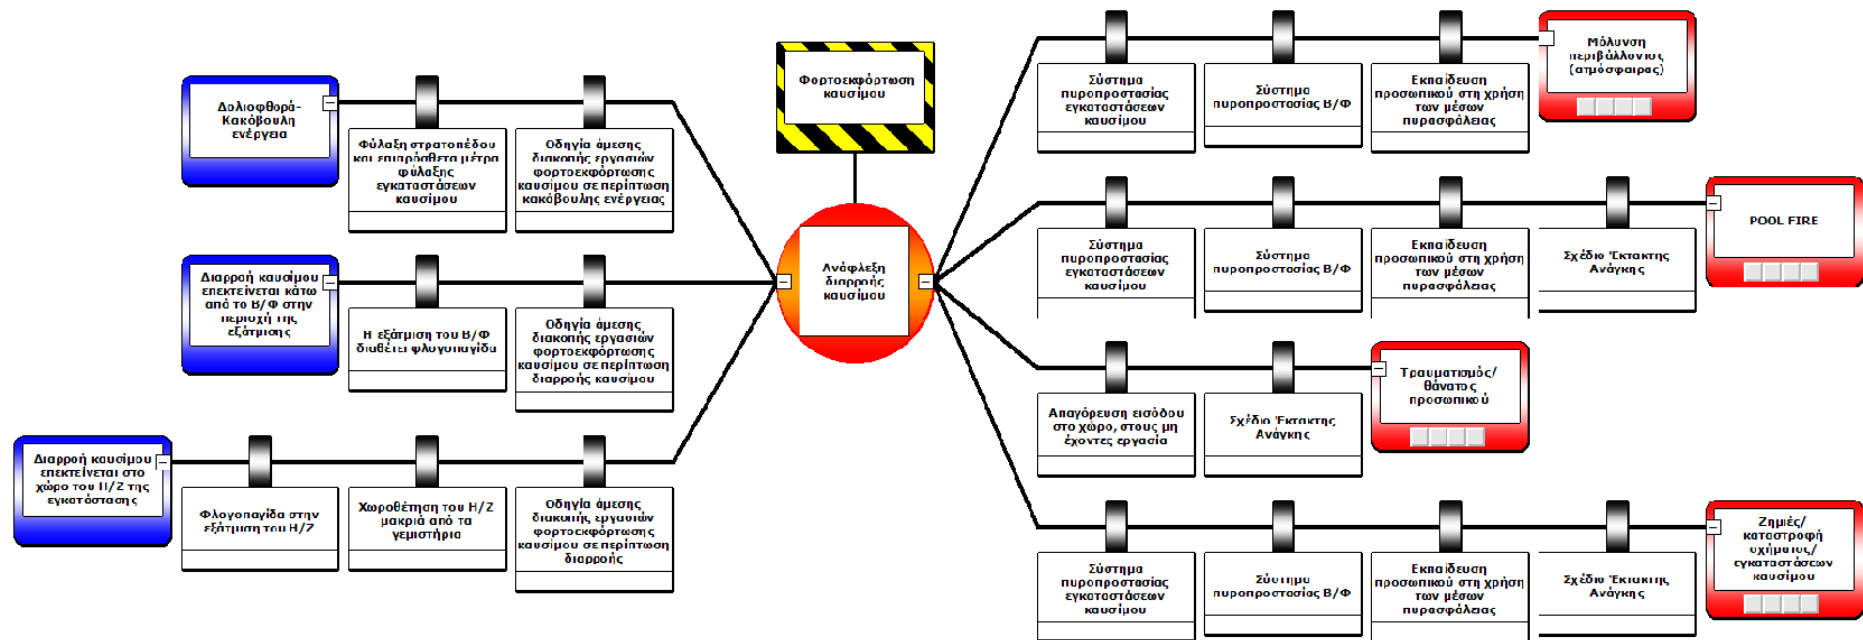 Δολιοφθορά-
Κακόβουλη
ενέργεια
Φύλαξη στρατοπέδου
και επιπρόσθετα μέτρα
φύλαξης
εγκαταστάσεων
καυσίμου
Οδηγία άμεσης
διακοπής εργασιών
φορτοεκφόρτωσης
καυσίμου σε περίπτωση
κακόβουλης ενέργειας
Διαρροή καυσίμου
επεκτείνεται κάτω
από το Β/Φ στην
περιοχή της
εξάτμισης
Η εξάτμιση του Β/Φ
διαθέτει φλογοπαγίδα
Οδηγία άμεσης
διακοπής εργασιών
φορτοεκφόρτωσης
καυσίμου σε περίπτωση
διαρροής καυσίμου
Διαρροή καυσίμου
επεκτείνεται στο
χώρο του Η/Ζ της
εγκατάστασης
Φλογοπαγίδα στην
εξάτμιση του Η/Ζ
Χωροθέτηση του Η/Ζ
μακριά από τα
γεμιστήρια
Οδηγία άμεσης
διακοπής εργασιών
φορτοεκφόρτωσης
καυσίμου σε περίπτωση
διαρροής
Φορτοεκφόρτωση
καυσίμου
Ανάφλεξη
διαρροής
καυσίμου
Σύστημα
πυροπροστασίας
εγκαταστάσεων
καυσίμου
Σύστημα
πυροπροστασίας Β/Φ
Εκπαίδευση
προσωπικού στη χρήση
των μέσων
πυρασφάλειας
Μόλυνση
περιβάλλοντος
(ατμόσφαιρας)
Σύστημα
πυροπροστασίας
εγκαταστάσεων
καυσίμου
Σύστημα
πυροπροστασίας Β/Φ
Εκπαίδευση
προσωπικού στη χρήση
των μέσων
πυρασφάλειας
Σχέδιο Έκτακτης
Ανάγκης
POOL FIRE
Απαγόρευση εισόδου
στο χώρο, στους μη
έχοντες εργασία
Σχέδιο Έκτακτης
Ανάγκης
Τραυματισμός/
θάνατος
προσωπικού
Σύστημα
πυροπροστασίας
εγκαταστάσεων
καυσίμου
Σύστημα
πυροπροστασίας Β/Φ
Εκπαίδευση
προσωπικού στη χρήση
των μέσων
πυρασφάλειας
Σχέδιο Έκτακτης
Ανάγκης
Ζημιές/
καταστροφή
οχήματος/
εγκαταστάσεων
καυσίμου